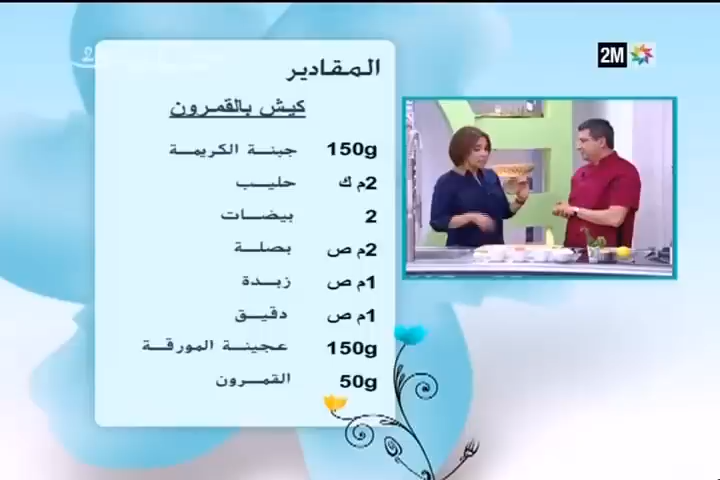 المقادير
كيش بالقمرون
150g جبنة الكريمة
2م ك حليب
2 بيضات
2م ص بصلة
1م ص زبدة
1م ص دقيق
150g عجينة المورقة
50g القمرون
2M